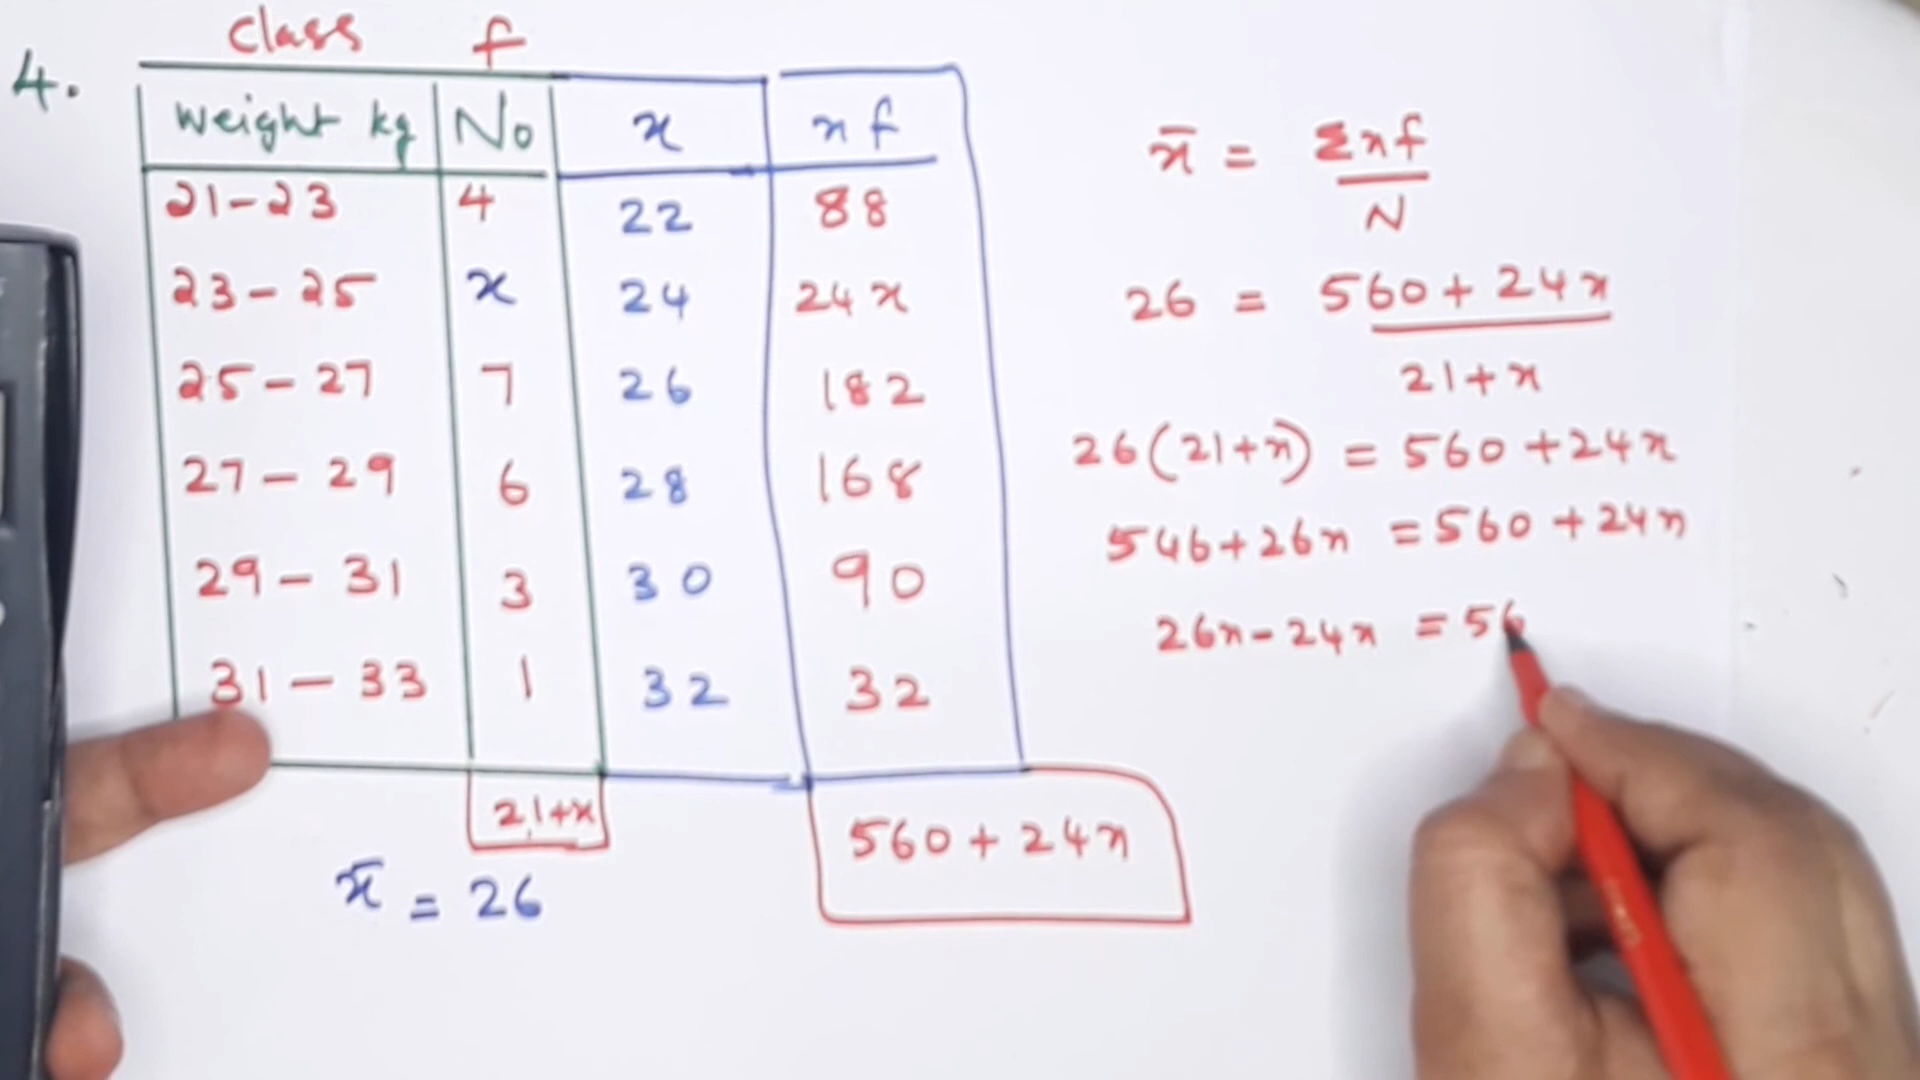 class f
4.
weight kg No x xf
21-23 4 22 88
23-25 x 24 24x
25-27 7 26 182
27-29 6 28 168
29-31 3 30 90
31-33 1 32 32
21+x 560+24x
x̄ = 26
x̄ = Σxf
N
26 = 560+24x
21+x
26(21+x) = 560+24x
546+26x = 560+24x
26x-24x = 56